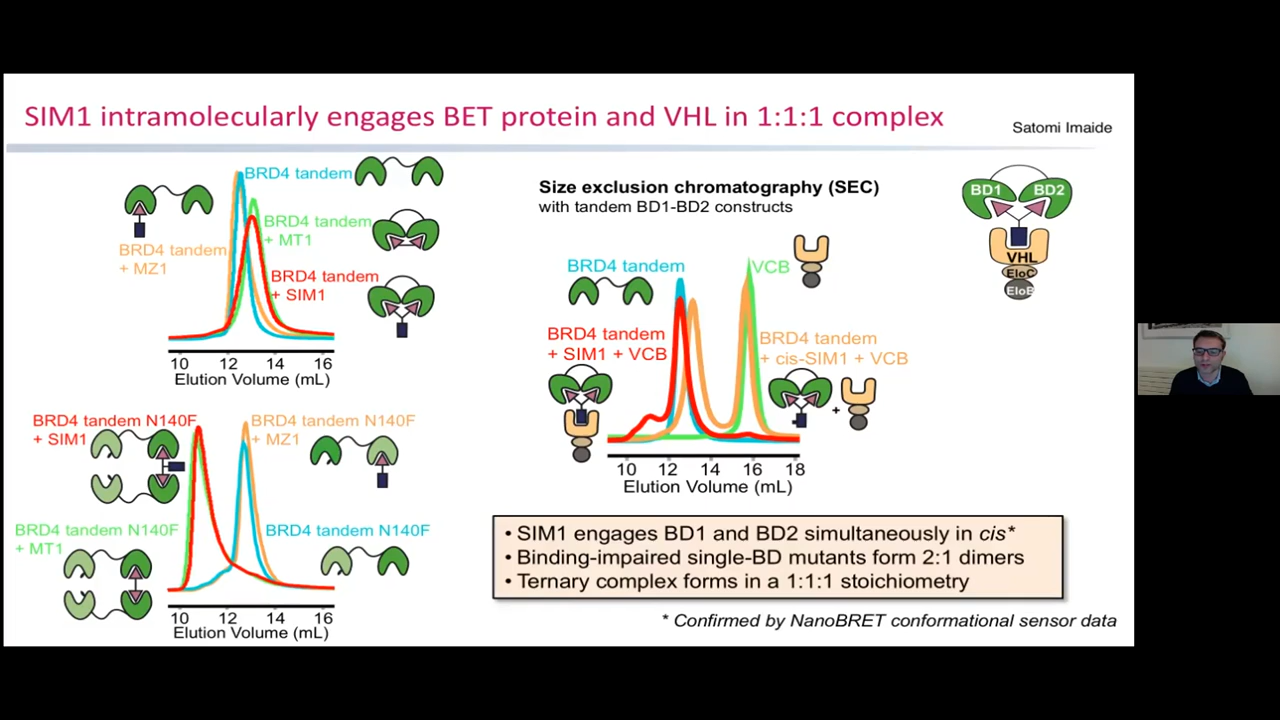 SIM1 intramolecularly engages BET protein and VHL in 1:1:1 complex
Satomi Imaide
BRD4 tandem
BRD4 tandem
+ MT1
BRD4 tandem
+ MZ1
BRD4 tandem
+ SIM1
10 12 14 16
Elution Volume (mL)
BRD4 tandem N140F
+ SIM1
BRD4 tandem N140F
+ MZ1
BRD4 tandem N140F
+ MT1
BRD4 tandem N140F
10 12 14 16
Elution Volume (mL)
Size exclusion chromatography (SEC)
with tandem BD1-BD2 constructs
BRD4 tandem
VCB
BRD4 tandem
+ SIM1 + VCB
BRD4 tandem
+ cis-SIM1 + VCB
+
10 12 14 16 18
Elution Volume (mL)
BD1 BD2
VHL
EloC
EloB
• SIM1 engages BD1 and BD2 simultaneously in cis*
• Binding-impaired single-BD mutants form 2:1 dimers
• Ternary complex forms in a 1:1:1 stoichiometry
* Confirmed by NanoBRET conformational sensor data